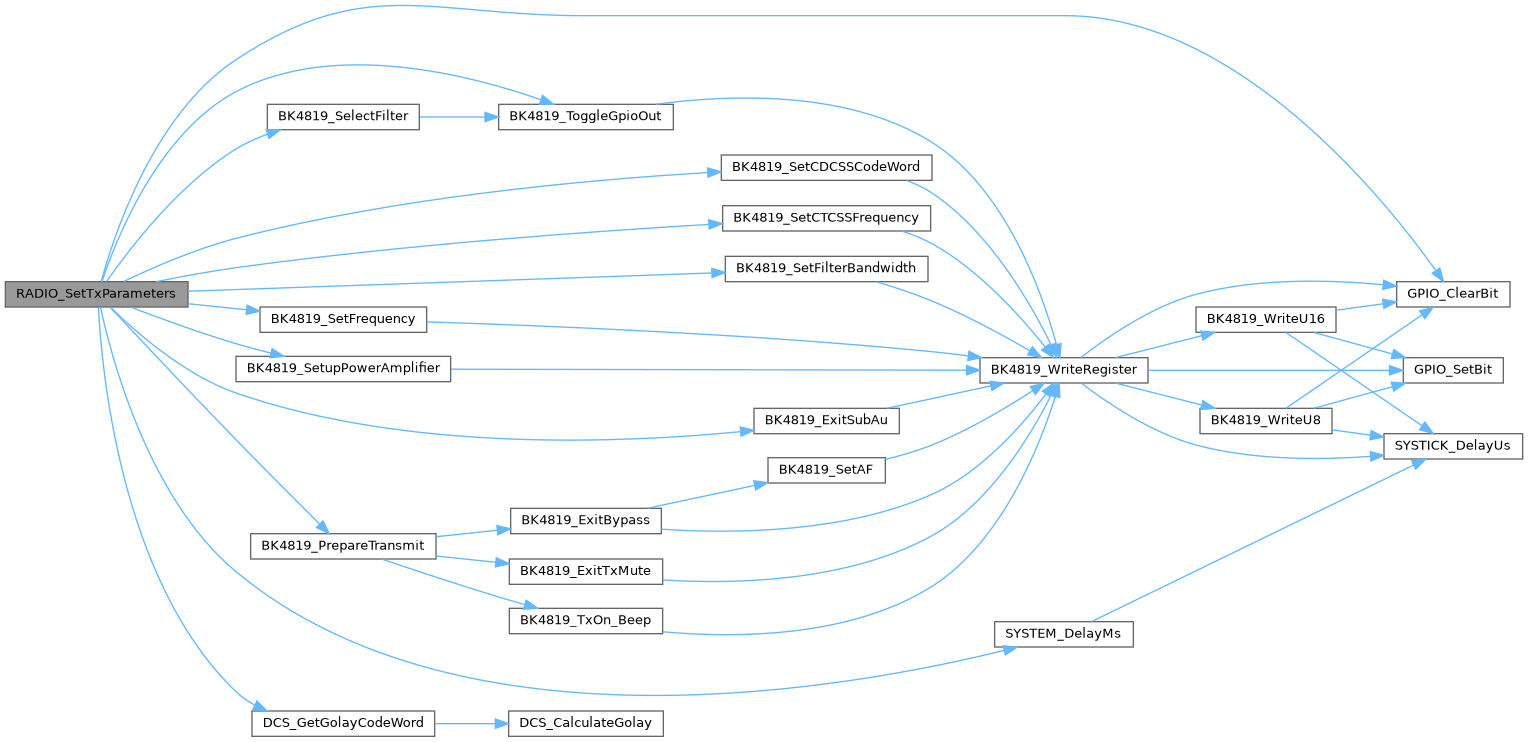 BK4819_SelectFilter
BK4819_ToggleGpioOut
BK4819_SetCDCSSCodeWord
BK4819_SetCTCSSFrequency
BK4819_SetFilterBandwidth
RADIO_SetTxParameters
GPIO_ClearBit
BK4819_SetFrequency
BK4819_WriteU16
BK4819_SetupPowerAmplifier
BK4819_WriteRegister
GPIO_SetBit
BK4819_ExitSubAu
BK4819_WriteU8
SYSTICK_DelayUs
BK4819_SetAF
BK4819_ExitBypass
BK4819_PrepareTransmit
BK4819_ExitTxMute
BK4819_TxOn_Beep
SYSTEM_DelayMs
DCS_GetGolayCodeWord
DCS_CalculateGolay